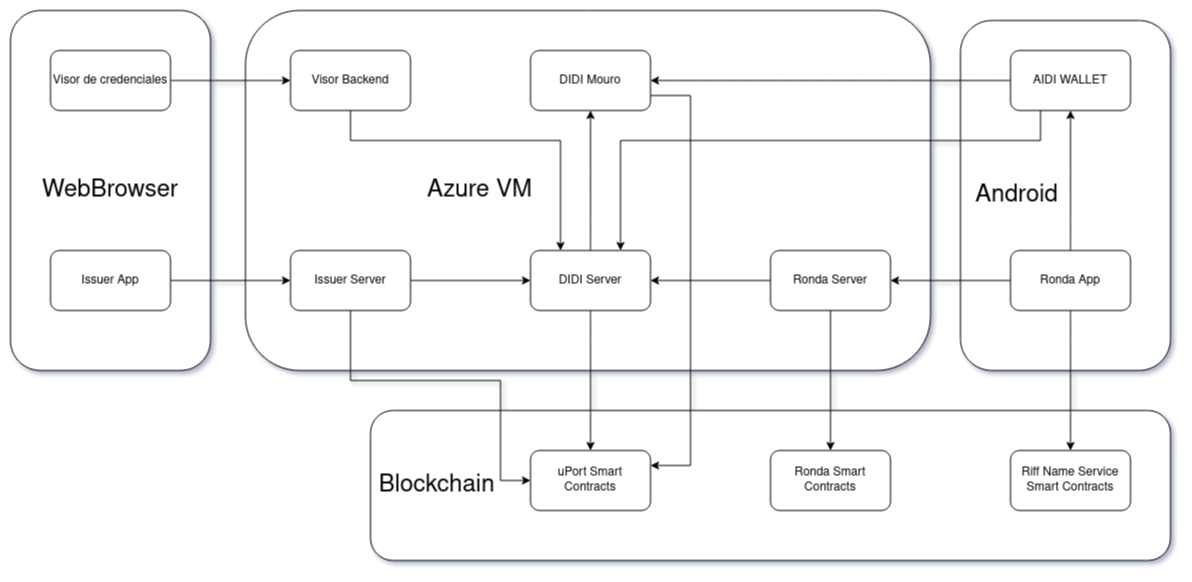 Visor de credenciales
Visor Backend
DIDI Mouro
AIDI WALLET
WebBrowser
Azure VM
Android
Issuer App
Issuer Server
DIDI Server
Ronda Server
Ronda App
Blockchain
uPort Smart
Contracts
Ronda Smart
Contracts
Riff Name Service
Smart Contracts